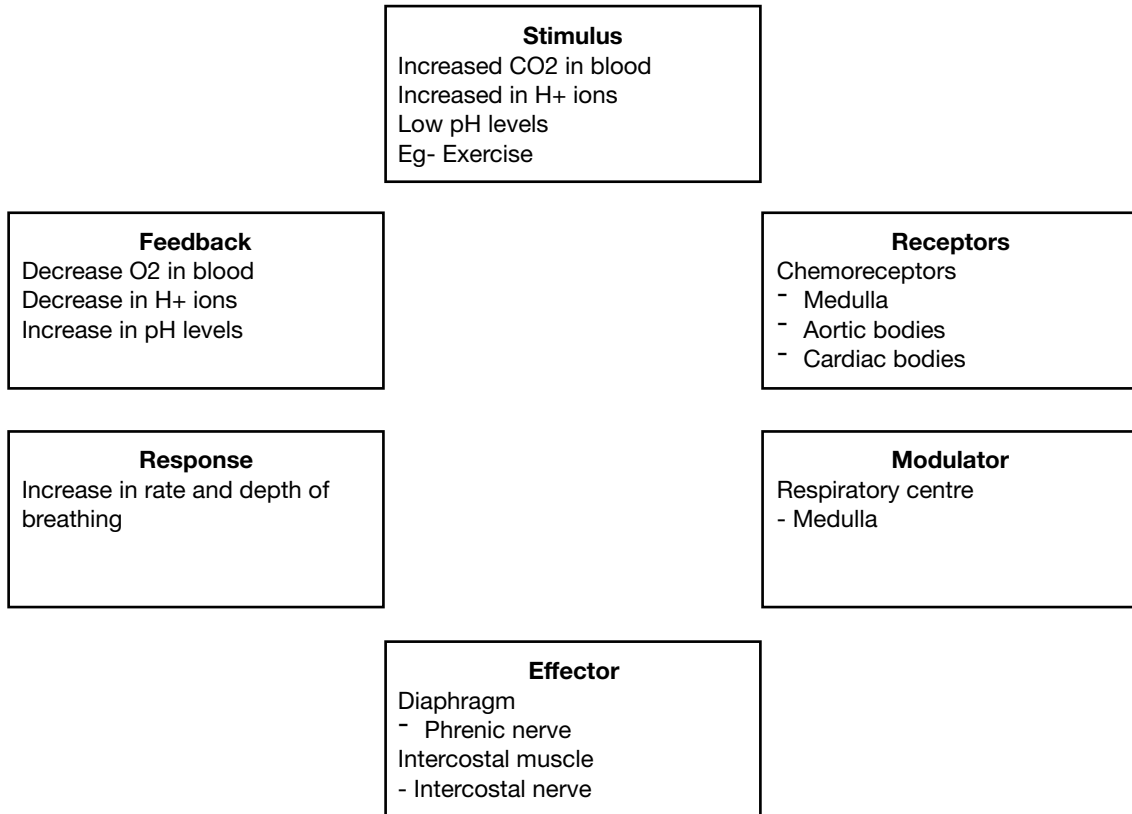 Stimulus
Increased CO2 in blood
Increased in H+ ions
Low pH levels
Eg- Exercise
Receptors
Chemoreceptors
- Medulla
- Aortic bodies
- Cardiac bodies
Modulator
Respiratory centre
- Medulla
Effector
Diaphragm
- Phrenic nerve
Intercostal muscle
- Intercostal nerve
Response
Increase in rate and depth of
breathing
Feedback
Decrease O2 in blood
Decrease in H+ ions
Increase in pH levels